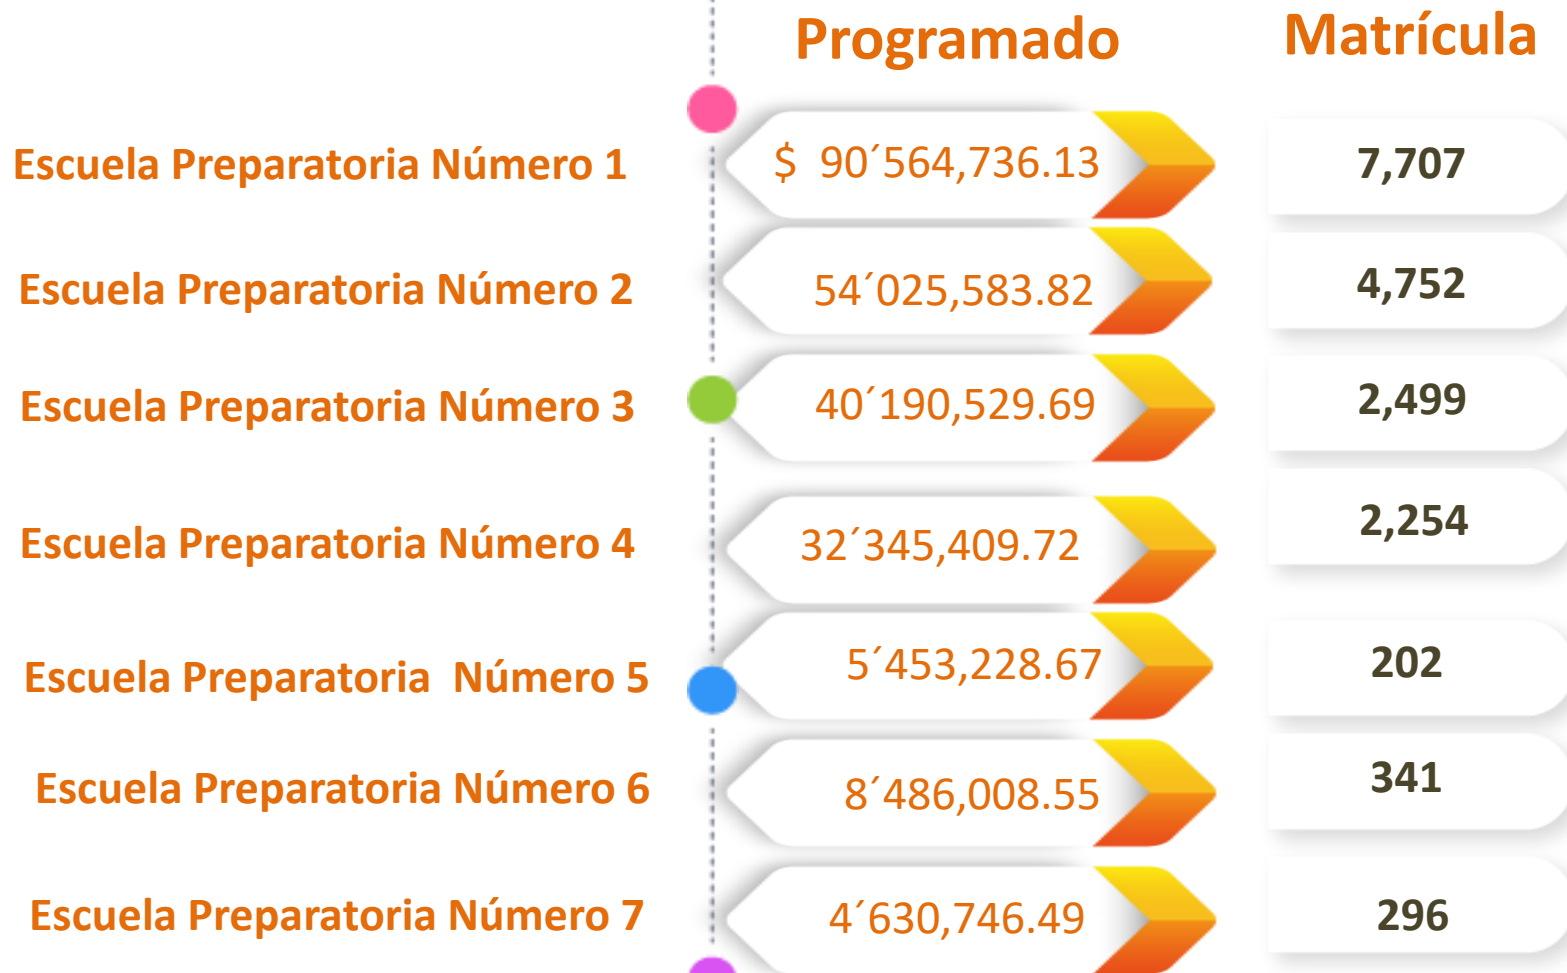 Programado Matrícula
Escuela Preparatoria Número 1 $ 90´564,736.13 7,707
Escuela Preparatoria Número 2 54´025,583.82 4,752
Escuela Preparatoria Número 3 40´190,529.69 2,499
Escuela Preparatoria Número 4 32´345,409.72 2,254
Escuela Preparatoria Número 5 5´453,228.67 202
Escuela Preparatoria Número 6 8´486,008.55 341
Escuela Preparatoria Número 7 4´630,746.49 296